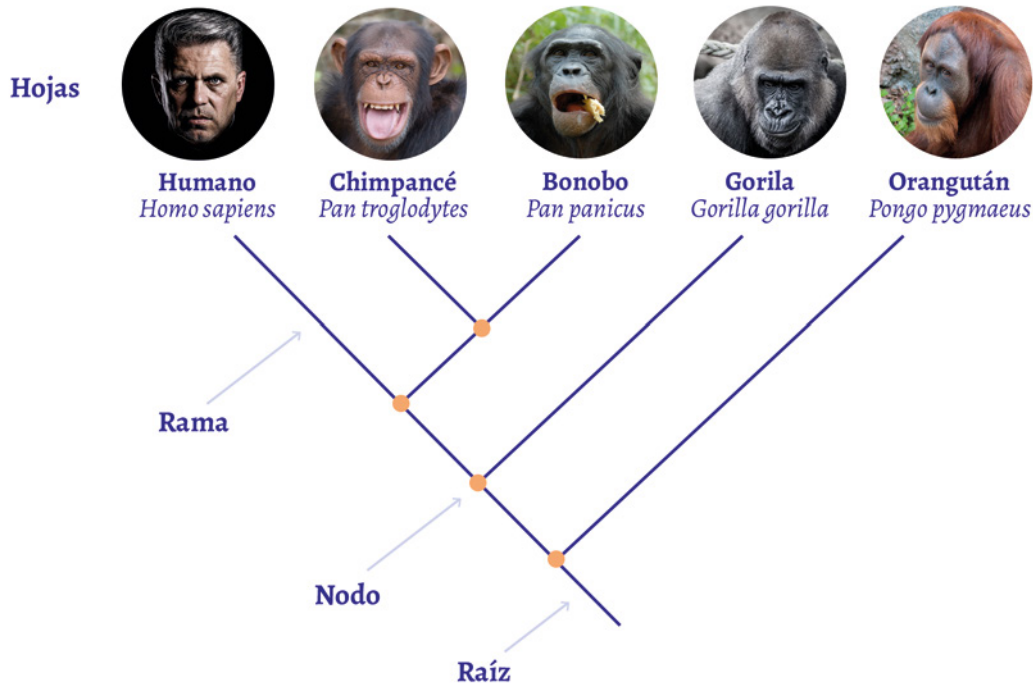 Hojas
Humano
Homo sapiens
Chimpancé
Pan troglodytes
Bonobo
Pan panicus
Gorila
Gorilla gorilla
Orangután
Pongo pygmaeus
Rama
Nodo
Raíz